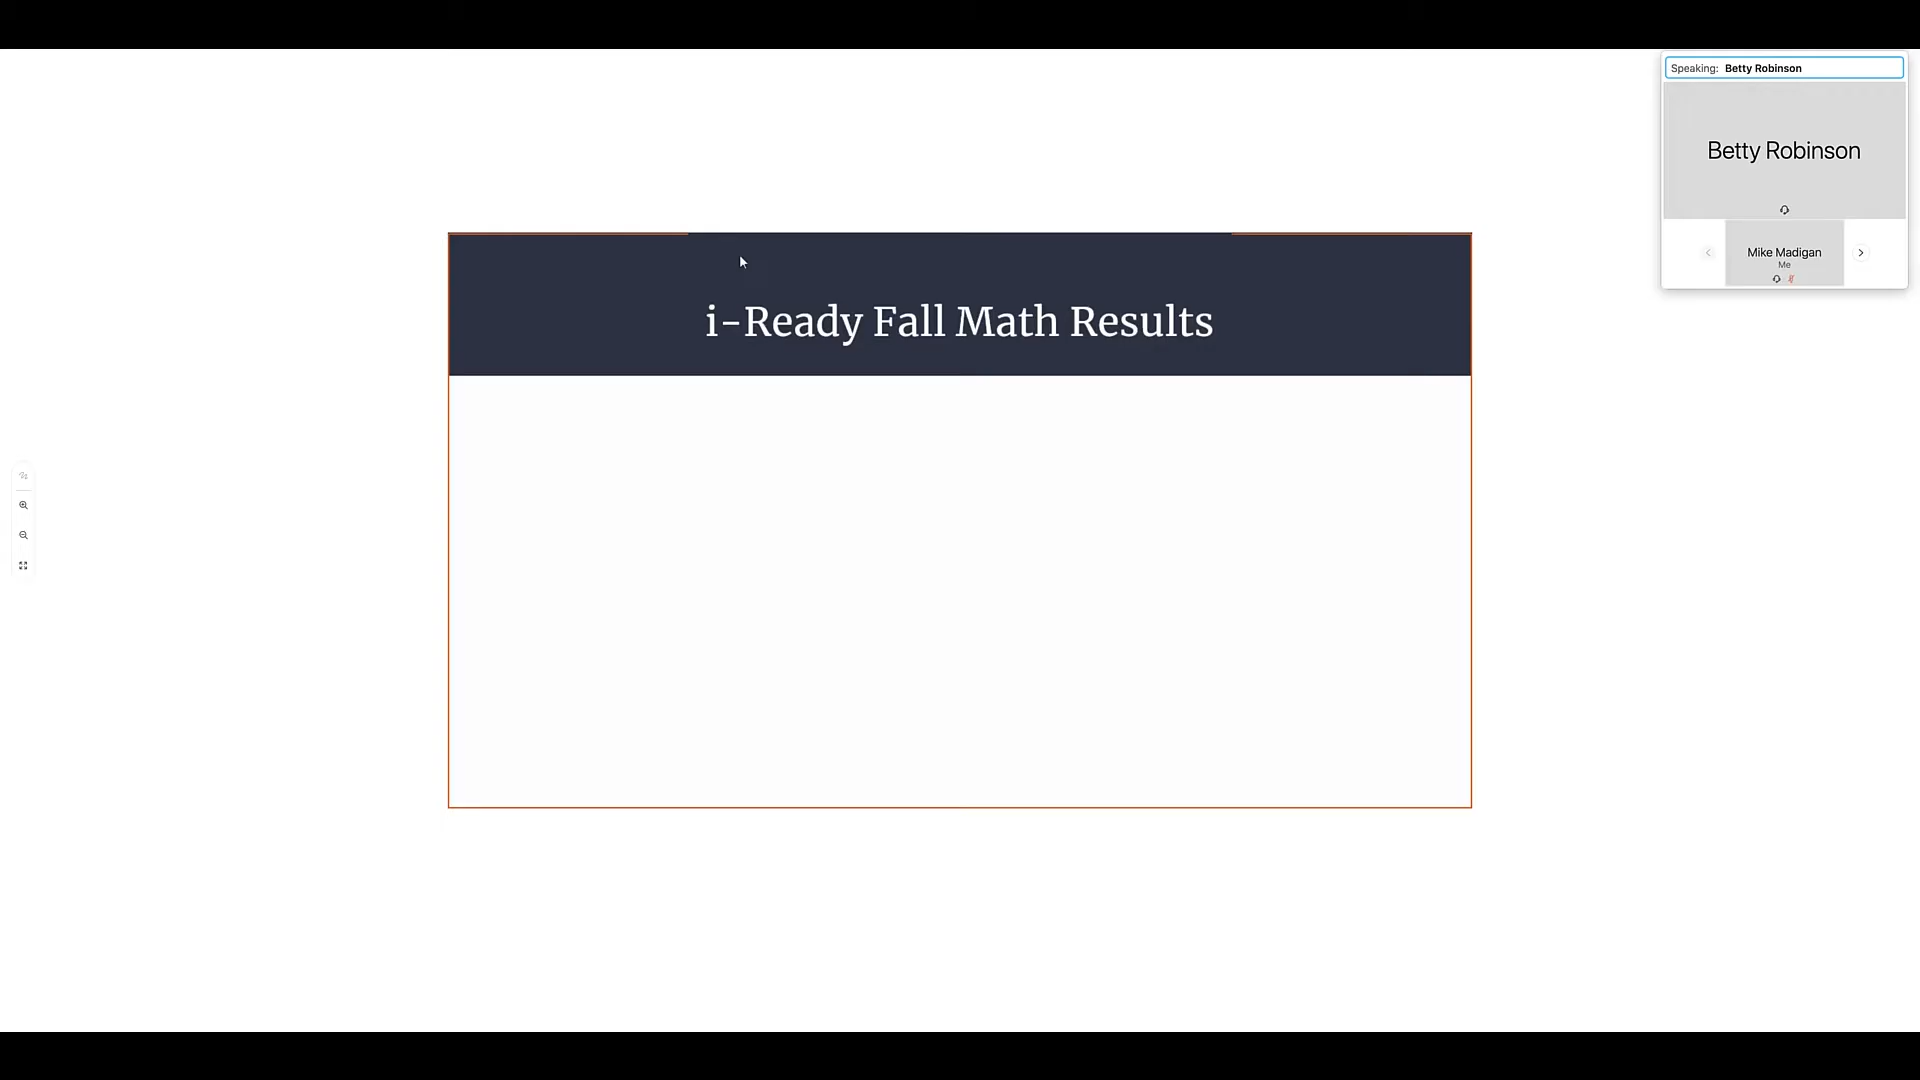 Speaking: Betty Robinson
Betty Robinson
Mike Madigan
Me
i-Ready Fall Math Results